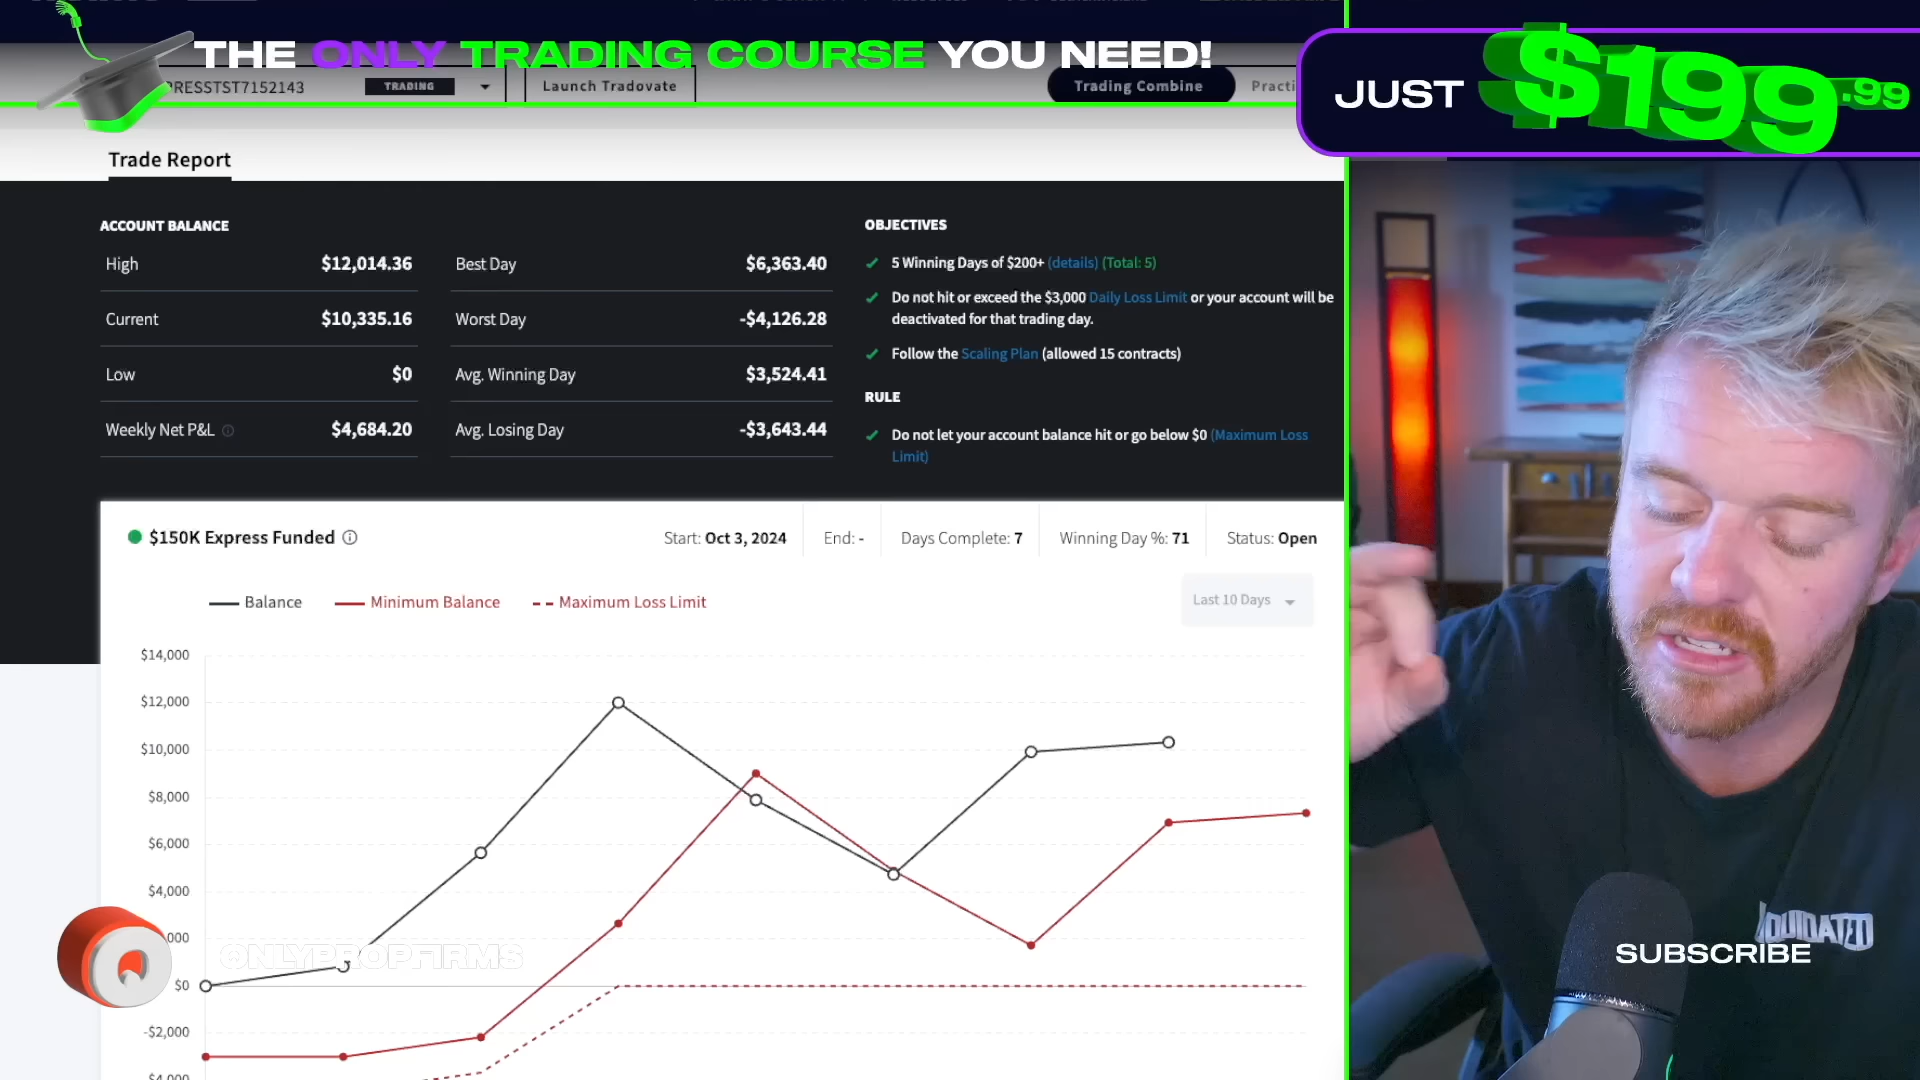 THE ONLY TRADING COURSE YOU NEED!
JUST $199.99
RESSTST7152143
TRADING
Launch Tradovate
Trading Combine
Practi
Trade Report
ACCOUNT BALANCE
High $12,014.36
Current $10,335.16
Low $0
Weekly Net P&L $4,684.20
Best Day $6,363.40
Worst Day -$4,126.28
Avg. Winning Day $3,524.41
Avg. Losing Day -$3,643.44
OBJECTIVES
5 Winning Days of $200+ (details) (Total: 5)
Do not hit or exceed the $3,000 Daily Loss Limit or your account will be
deactivated for that trading day.
Follow the Scaling Plan (allowed 15 contracts)
RULE
Do not let your account balance hit or go below $0 (Maximum Loss
Limit)
$150K Express Funded
Start: Oct 3, 2024
End: -
Days Complete: 7
Winning Day %: 71
Status: Open
Balance
Minimum Balance
Maximum Loss Limit
Last 10 Days
$14,000
$12,000
$10,000
$8,000
$6,000
$4,000
000
$0
-$2,000
ONLYPROPFIRMS
LIQUIDATED
SUBSCRIBE